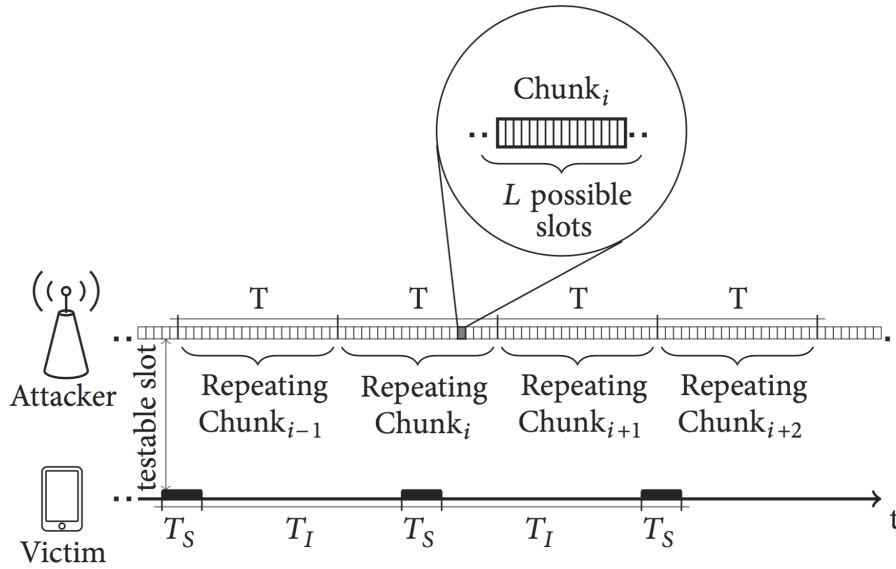 Chunk_i
L possible
slots
T T T T
Repeating Repeating Repeating Repeating
Chunk_{i−1} Chunk_i Chunk_{i+1} Chunk_{i+2}
Attacker
testable slot
T_S T_I T_S T_I T_S
t
Victim